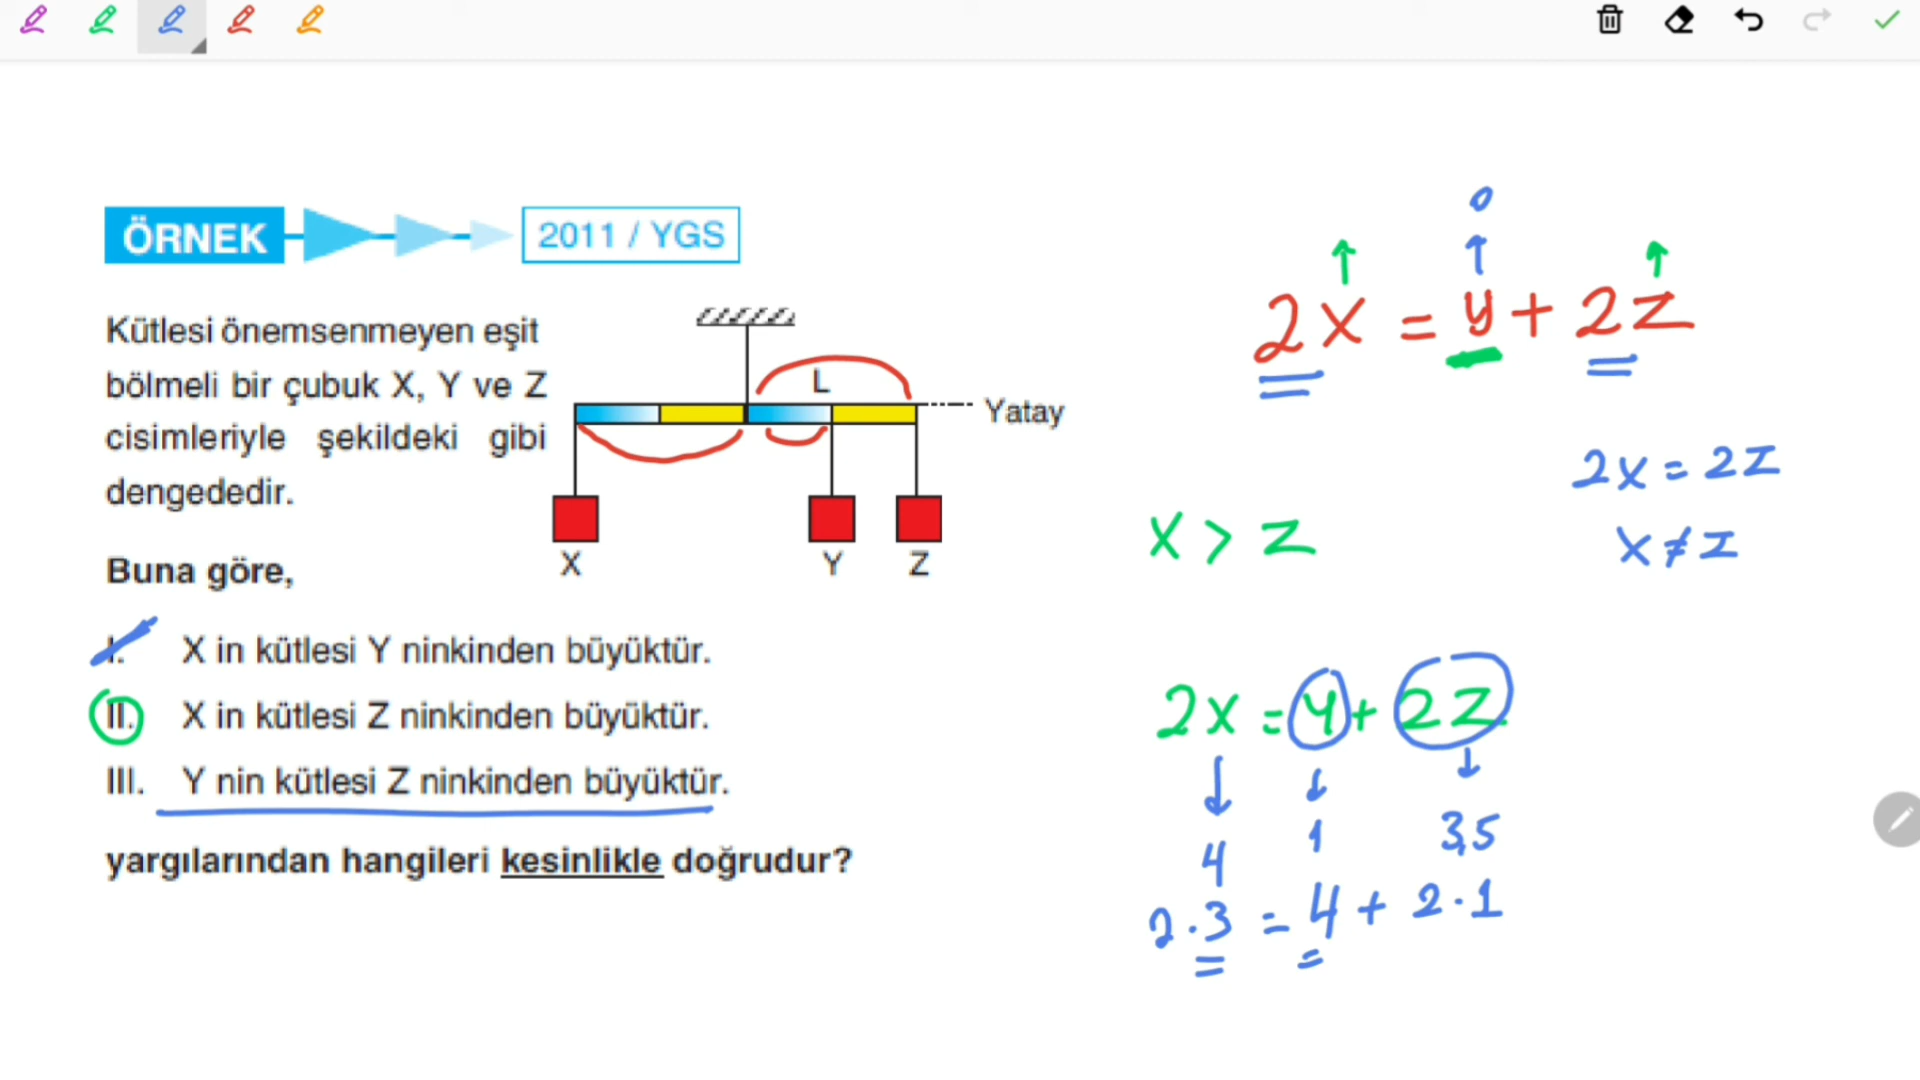 ÖRNEK
2011 / YGS
Kütlesi önemsenmeyen eşit
bölmeli bir çubuk X, Y ve Z
cisimleriyle şekildeki gibi
dengededir.
L
Yatay
X
Y
Z
Buna göre,
I. X in kütlesi Y ninkinden büyüktür.
II. X in kütlesi Z ninkinden büyüktür.
III. Y nin kütlesi Z ninkinden büyüktür.
yargılarından hangileri kesinlikle doğrudur?
0
2X = y + 2Z
2X = 2Z
X > Z
X ≠ Z
2X = Y + 2Z
4 1 3,5
2.3 = 4 + 2.1